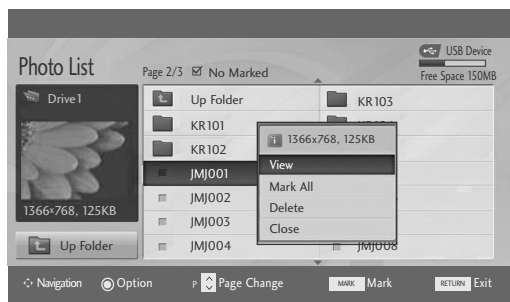 USB Device
Photo List
Page 2/3
No Marked
Free Space 150MB
Drive1
Up Folder
KR103
KR101
KR102
1366x768, 125KB
View
JMJ001
Mark All
JMJ002
Delete
1366x768, 125KB
JMJ003
Close
Up Folder
JMJ004
JMJ008
Navigation
Option
P
Page Change
MARK
Mark
RETURN
Exit